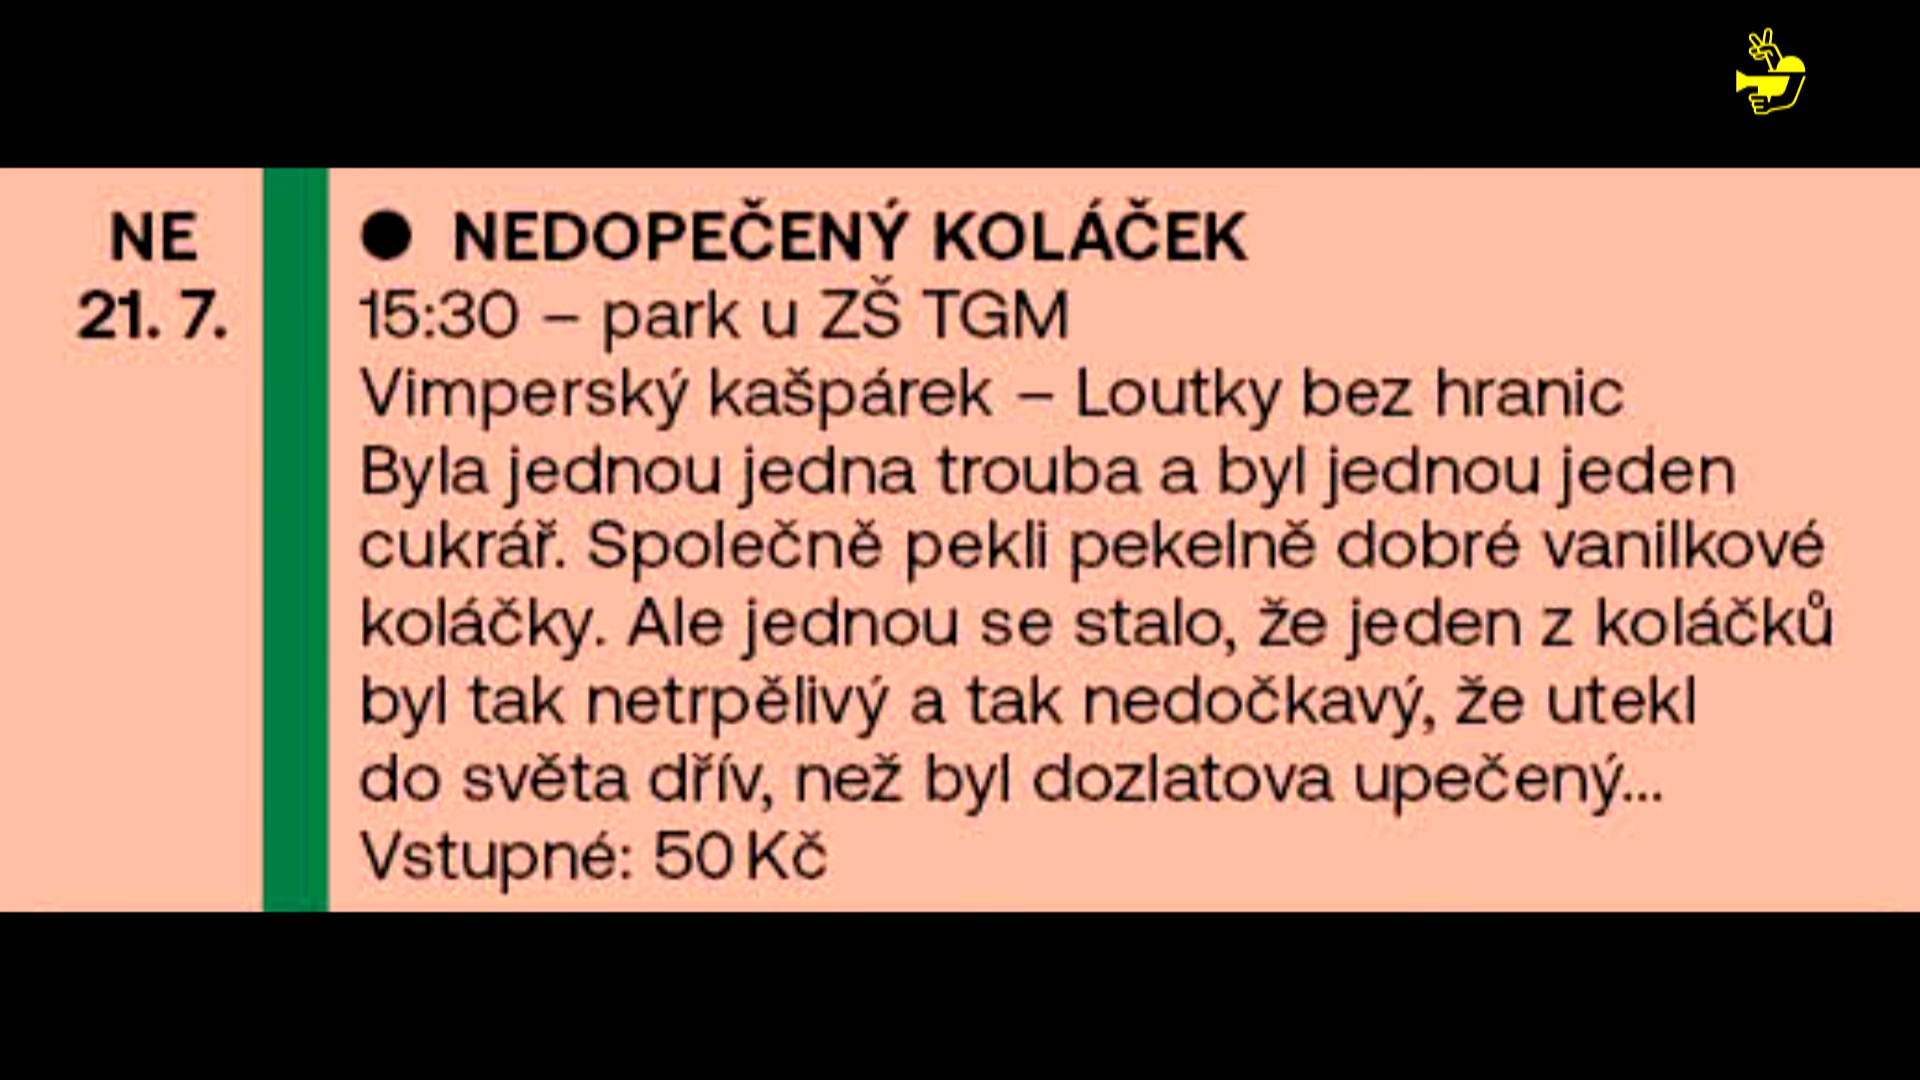 NE
21. 7.
● NEDOPEČENÝ KOLÁČEK
15:30 – park u ZŠ TGM
Vimperský kašpárek – Loutky bez hranic
Byla jednou jedna trouba a byl jednou jeden
cukrář. Společně pekli pekelně dobré vanilkové
koláčky. Ale jednou se stalo, že jeden z koláčků
byl tak netrpělivý a tak nedočkavý, že utekl
do světa dřív, než byl dozlatova upečený...
Vstupné: 50 Kč